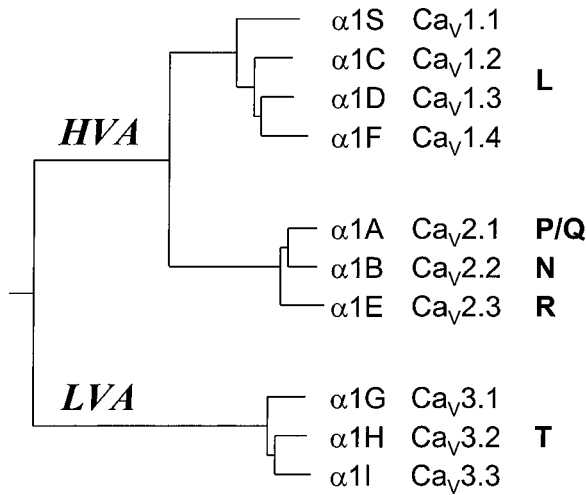 α1S Ca_V1.1
α1C Ca_V1.2
L
α1D Ca_V1.3
HVA
α1F Ca_V1.4
α1A Ca_V2.1 P/Q
α1B Ca_V2.2 N
α1E Ca_V2.3 R
LVA
α1G Ca_V3.1
α1H Ca_V3.2 T
α1I Ca_V3.3